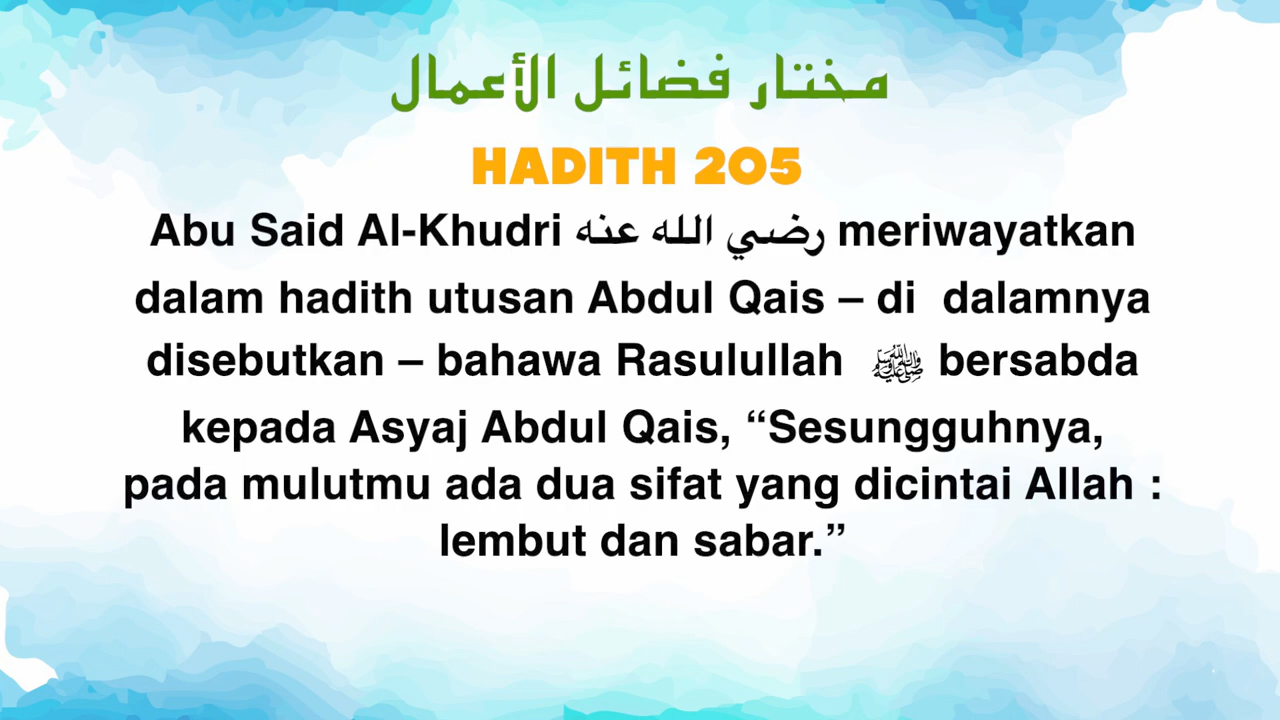 مختار فضائل الأعمال
HADITH 205
Abu Said Al-Khudri رضي الله عنه meriwayatkan
dalam hadith utusan Abdul Qais – di  dalamnya
disebutkan – bahawa Rasulullah ﷺ bersabda
kepada Asyaj Abdul Qais, “Sesungguhnya,
pada mulutmu ada dua sifat yang dicintai Allah :
lembut dan sabar.”